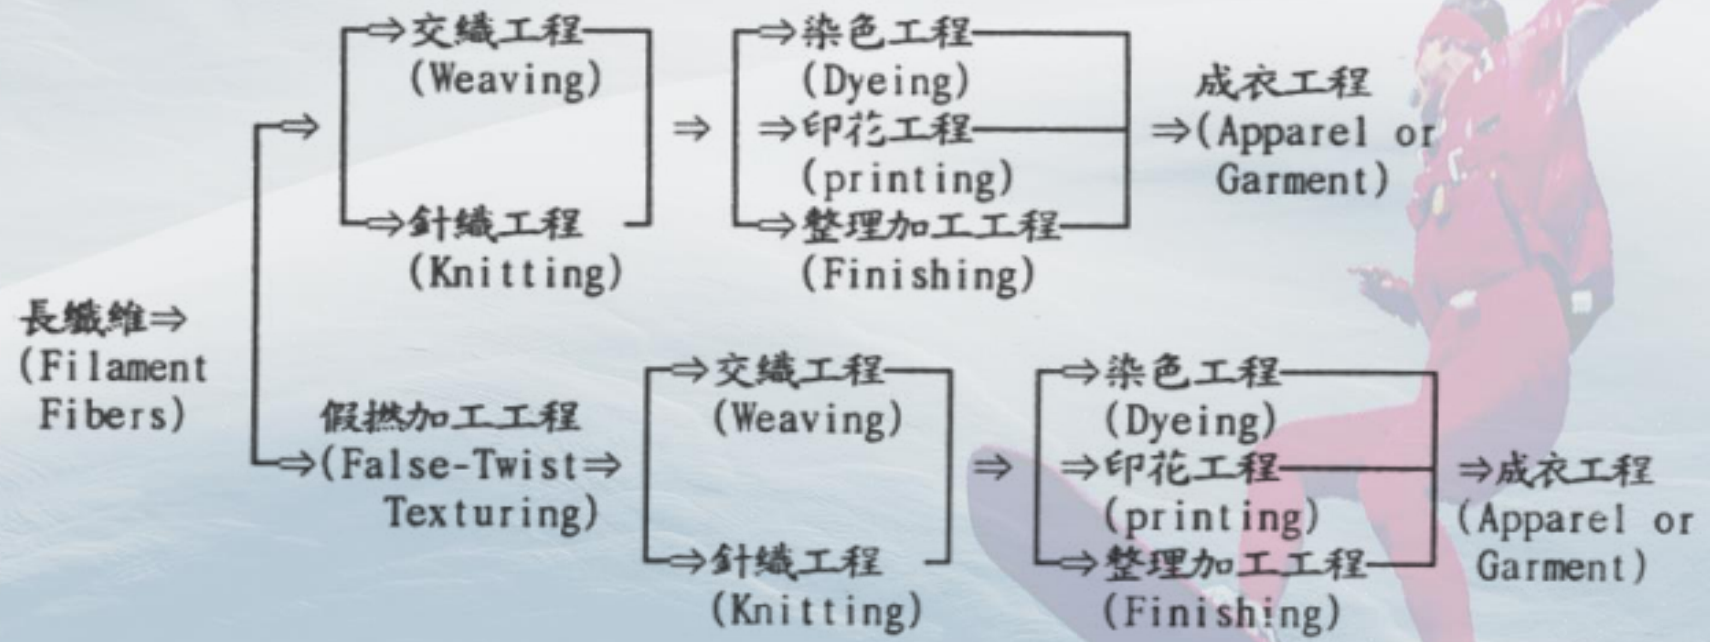 ⇒交織工程
(Weaving)
⇒針織工程
(Knitting)
⇒
⇒染色工程
(Dyeing)
⇒印花工程
(printing)
⇒整理加工工程
(Finishing)
成衣工程
⇒(Apparel or
Garment)
長纖維⇒
(Filament
Fibers)
⇒
假撚加工工程
⇒(False-Twist⇒
Texturing)
⇒交織工程
(Weaving)
⇒針織工程
(Knitting)
⇒
⇒染色工程
(Dyeing)
⇒印花工程
(printing)
⇒整理加工工程
(Finishing)
⇒成衣工程
(Apparel or
Garment)